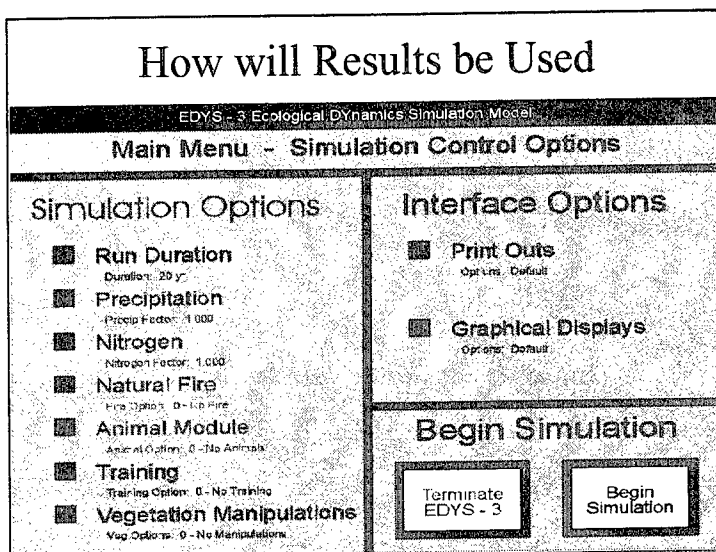 How will Results be Used
EDYS - 3 Ecological DYnamics Simulation Model
Main Menu - Simulation Control Options
Simulation Options
Run Duration
Duration: 20 yr
Precipitation
Precip Factor: 1.000
Nitrogen
Nitrogen Factor: 1.000
Natural Fire
Fire Option: 0 - No Fire
Animal Module
Animal Option: 0 - No Animals
Training
Training Option: 0 - No Training
Vegetation Manipulations
Veg Options: 0 - No Manipulations
Interface Options
Print Outs
Options: Default
Graphical Displays
Options: Default
Begin Simulation
Terminate
EDYS - 3
Begin
Simulation